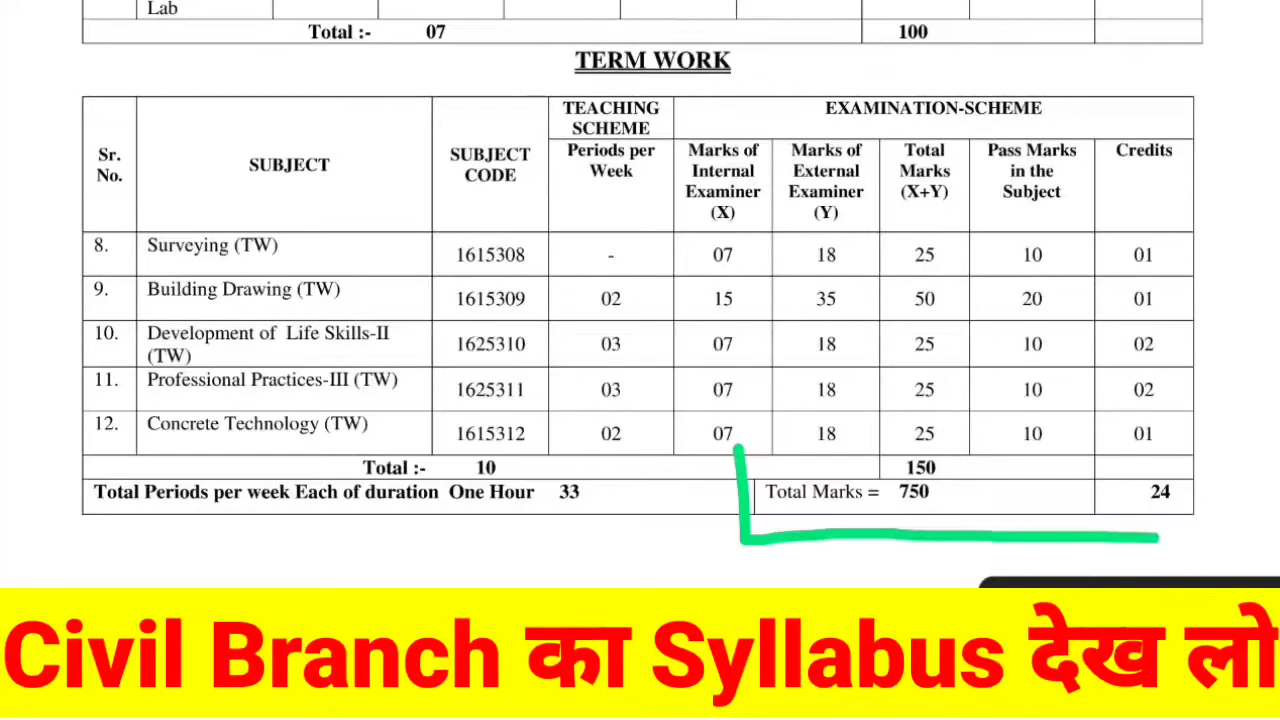 Lab
Total :- 07 100
TERM WORK
Sr. No. SUBJECT SUBJECT CODE TEACHING SCHEME EXAMINATION-SCHEME
Periods per Week Marks of Internal Examiner (X) Marks of External Examiner (Y) Total Marks (X+Y) Pass Marks in the Subject Credits
8. Surveying (TW) 1615308 - 07 18 25 10 01
9. Building Drawing (TW) 1615309 02 15 35 50 20 01
10. Development of Life Skills-II (TW) 1625310 03 07 18 25 10 02
11. Professional Practices-III (TW) 1625311 03 07 18 25 10 02
12. Concrete Technology (TW) 1615312 02 07 18 25 10 01
Total :- 10 150
Total Periods per week Each of duration One Hour 33 Total Marks = 750 24
Civil Branch का Syllabus देख लो